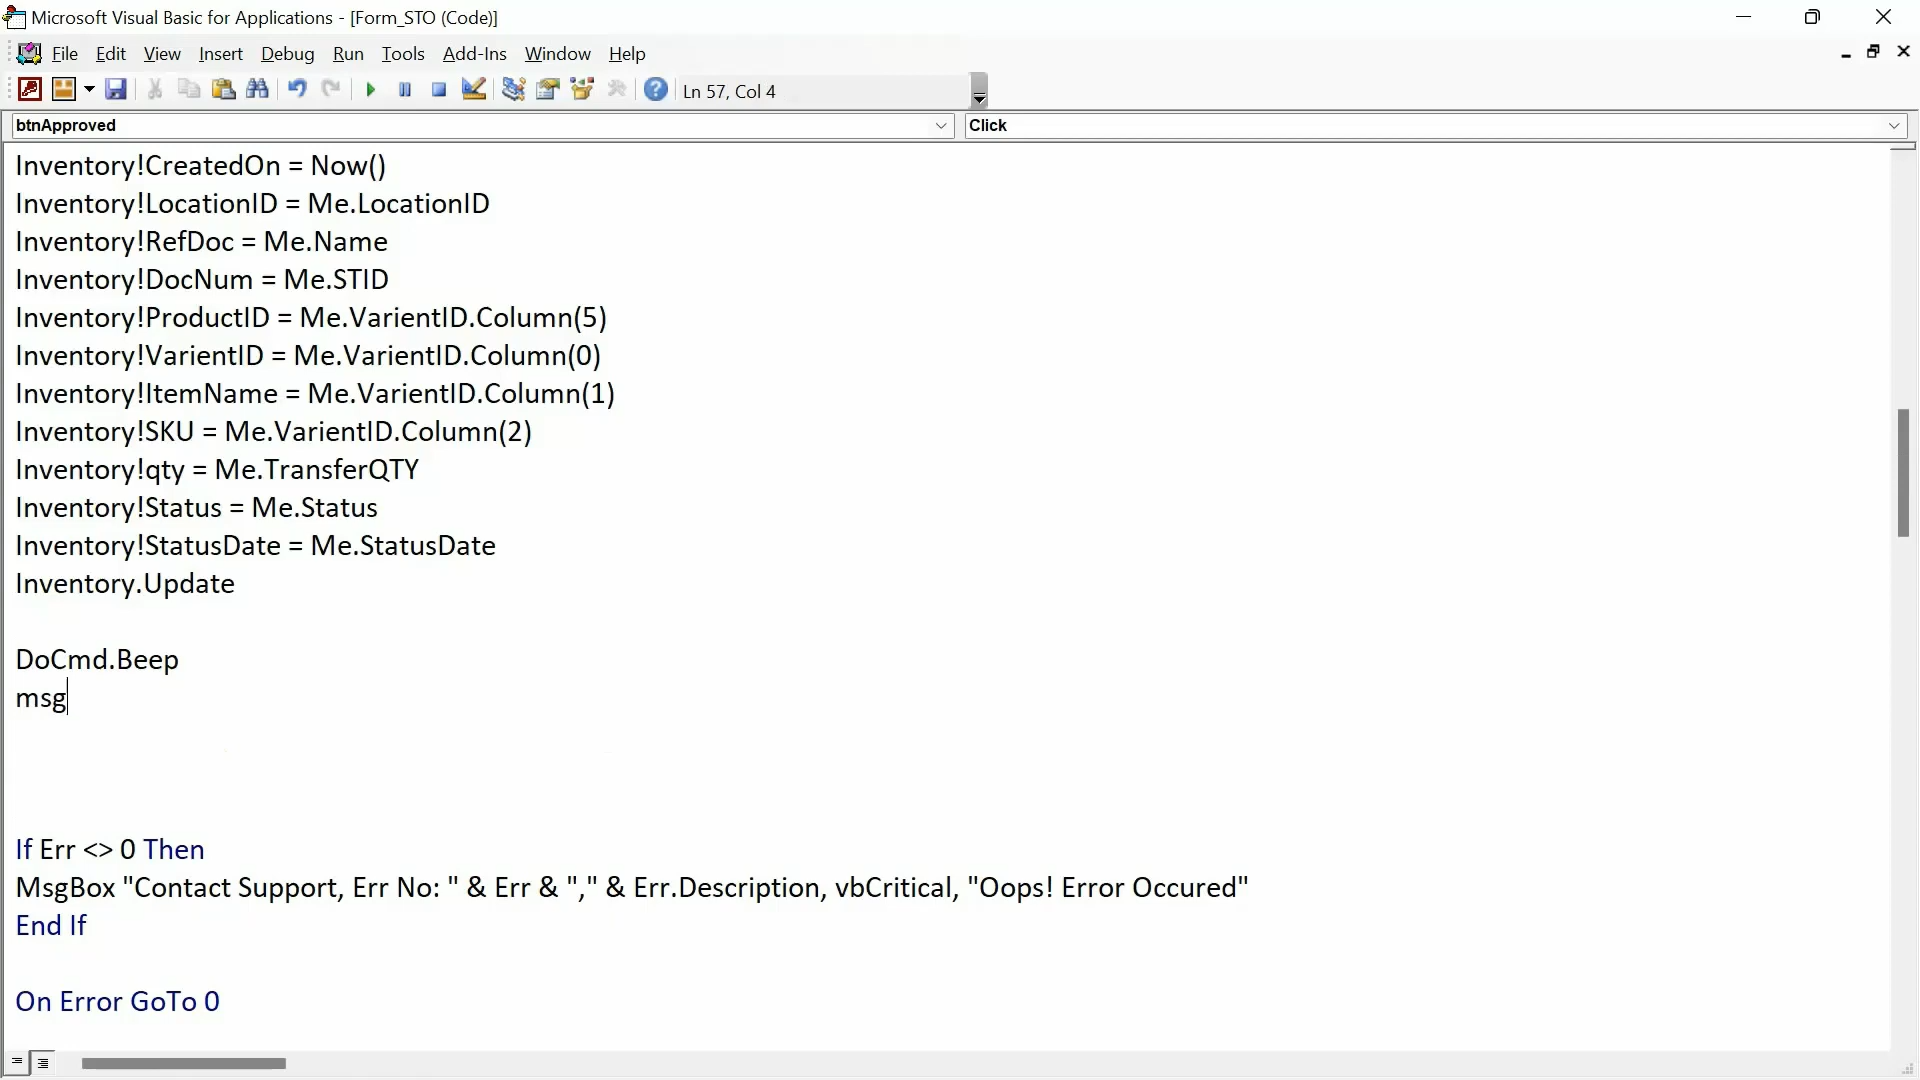 Microsoft Visual Basic for Applications - [Form_STO (Code)]
File Edit View Insert Debug Run Tools Add-Ins Window Help
Ln 57, Col 4
btnApproved
Click
Inventory!CreatedOn = Now()
Inventory!LocationID = Me.LocationID
Inventory!RefDoc = Me.Name
Inventory!DocNum = Me.STID
Inventory!ProductID = Me.VarientID.Column(5)
Inventory!VarientID = Me.VarientID.Column(0)
Inventory!ItemName = Me.VarientID.Column(1)
Inventory!SKU = Me.VarientID.Column(2)
Inventory!qty = Me.TransferQTY
Inventory!Status = Me.Status
Inventory!StatusDate = Me.StatusDate
Inventory.Update
DoCmd.Beep
msg
If Err <> 0 Then
MsgBox "Contact Support, Err No: " & Err & "," & Err.Description, vbCritical, "Oops! Error Occured"
End If
On Error GoTo 0